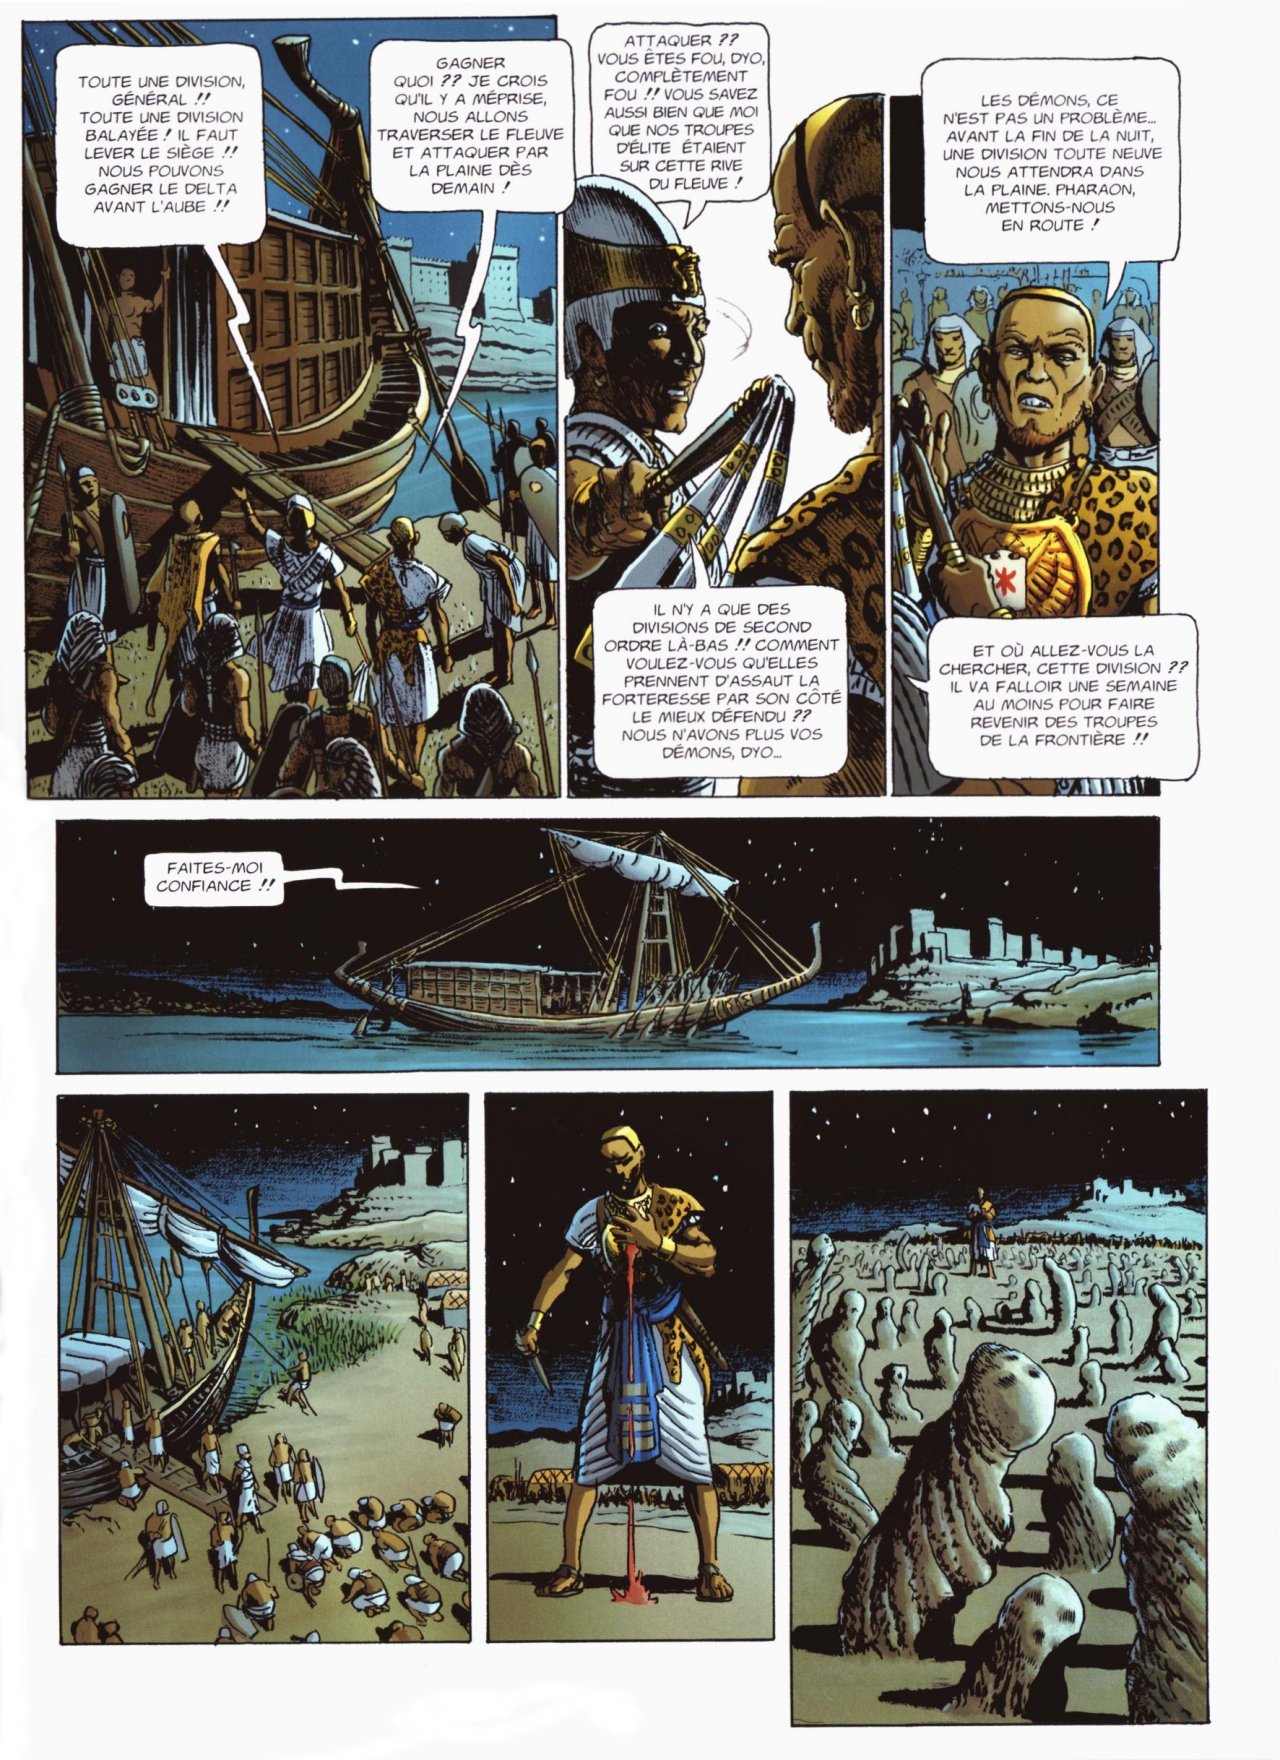 TOUTE UNE DIVISION,
GÉNÉRAL !!
TOUTE UNE DIVISION
BALAYÉE ! IL FAUT
LEVER LE SIÈGE !!
NOUS POUVONS
GAGNER LE DELTA
AVANT L'AUBE !!
GAGNER
QUOI ?? JE CROIS
QU'IL Y A MÉPRISE,
NOUS ALLONS
TRAVERSER LE FLEUVE
ET ATTAQUER PAR
LA PLAINE DÈS
DEMAIN !
ATTAQUER ??
VOUS ÊTES FOU, DYO,
COMPLÈTEMENT
FOU !! VOUS SAVEZ
AUSSI BIEN QUE MOI
QUE NOS TROUPES
D'ÉLITE ÉTAIENT
SUR CETTE RIVE
DU FLEUVE !
IL N'Y A QUE DES
DIVISIONS DE SECOND
ORDRE LÀ-BAS !! COMMENT
VOULEZ-VOUS QU'ELLES
PRENNENT D'ASSAUT LA
FORTERESSE PAR SON CÔTÉ
LE MIEUX DÉFENDU ??
NOUS N'AVONS PLUS VOS
DÉMONS, DYO...
LES DÉMONS, CE
N'EST PAS UN PROBLÈME...
AVANT LA FIN DE LA NUIT,
UNE DIVISION TOUTE NEUVE
NOUS ATTENDRA DANS
LA PLAINE. PHARAON,
METTONS-NOUS
EN ROUTE !
ET OÙ ALLEZ-VOUS LA
CHERCHER, CETTE DIVISION ??
IL VA FALLOIR UNE SEMAINE
AU MOINS POUR FAIRE
REVENIR DES TROUPES
DE LA FRONTIÈRE !!
FAITES-MOI
CONFIANCE !!